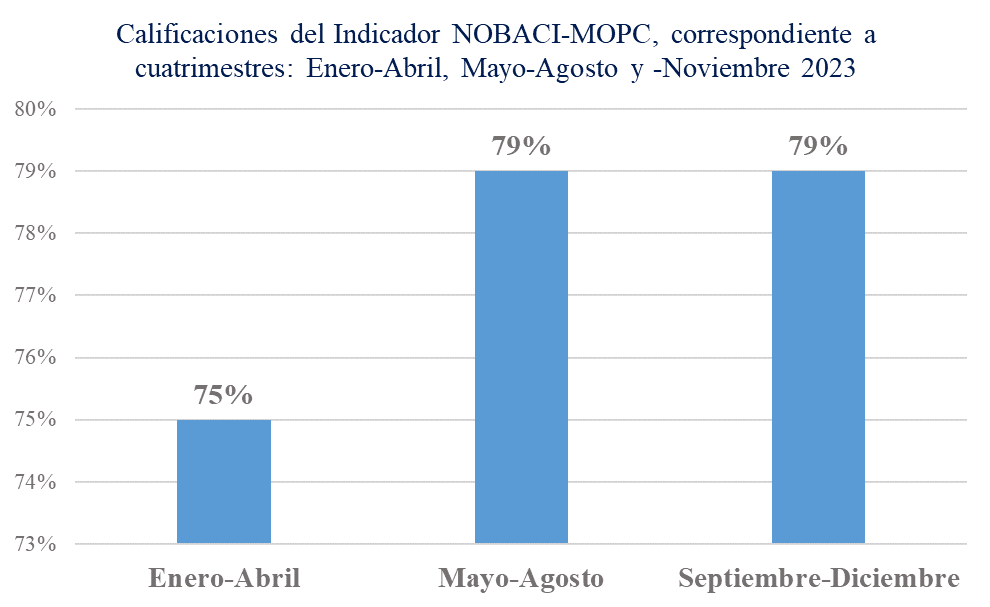 Calificaciones del Indicador NOBACI-MOPC, correspondiente a
cuatrimestres: Enero-Abril, Mayo-Agosto y -Noviembre 2023
80%
79%
78%
77%
76%
75%
74%
73%
75%
79%
79%
Enero-Abril
Mayo-Agosto
Septiembre-Diciembre